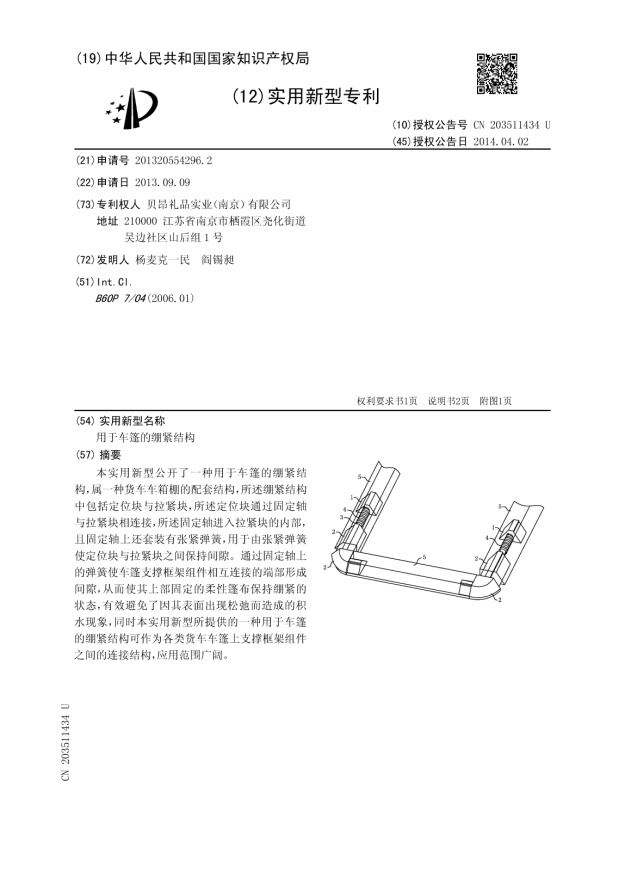 (19)中华人民共和国国家知识产权局
(12)实用新型专利
(10)授权公告号 CN 203511434 U
(45)授权公告日 2014.04.02
(21)申请号 201320554296.2
(22)申请日 2013.09.09
(73)专利权人 贝昂礼品实业(南京)有限公司
地址 210000 江苏省南京市栖霞区尧化街道
吴边社区山后组 1 号
(72)发明人 杨麦克一民 阎锡昶
(51)Int.Cl.
B60P 7/04(2006.01)
权利要求书1页 说明书2页 附图1页
(54)实用新型名称
用于车篷的绷紧结构
(57)摘要
本实用新型公开了一种用于车篷的绷紧结
构,属一种货车车箱棚的配套结构,所述绷紧结构
中包括定位块与拉紧块,所述定位块通过固定轴
与拉紧块相连接,所述固定轴进入拉紧块的内部,
且固定轴上还套装有张紧弹簧,用于由张紧弹簧
使定位块与拉紧块之间保持间隙。通过固定轴上
的弹簧使车篷支撑框架组件相互连接的端部形成
间隙,从而使其上部固定的柔性篷布保持绷紧的
状态,有效避免了因其表面出现松弛而造成的积
水现象,同时本实用新型所提供的一种用于车篷
的绷紧结构可作为各类货车车篷上支撑框架组件
之间的连接结构,应用范围广阔。
5
1
4
3
2
2
5
5
1
4
2
2
CN 203511434 U